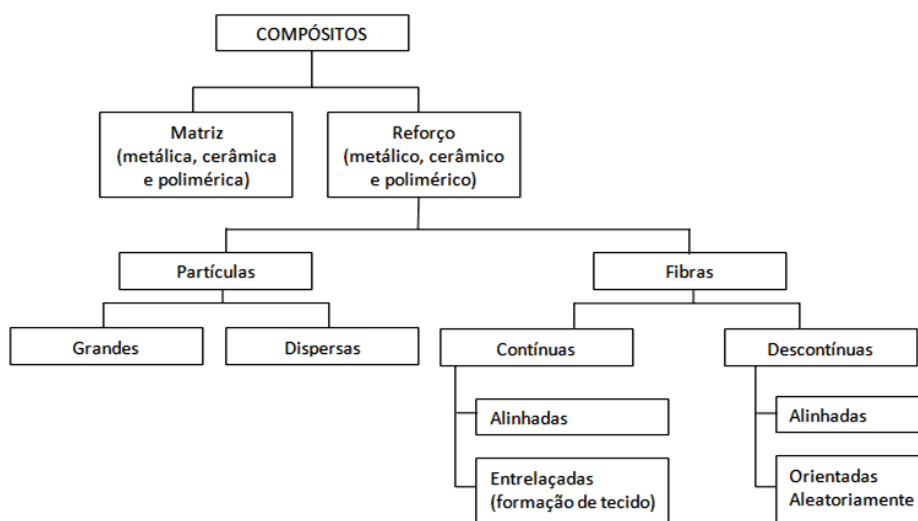 COMPÓSITOS
Matriz
(metálica, cerâmica
e polimérica)
Reforço
(metálico, cerâmico
e polimérico)
Partículas
Fibras
Grandes
Dispersas
Contínuas
Descontínuas
Alinhadas
Alinhadas
Entrelaçadas
(formação de tecido)
Orientadas
Aleatoriamente